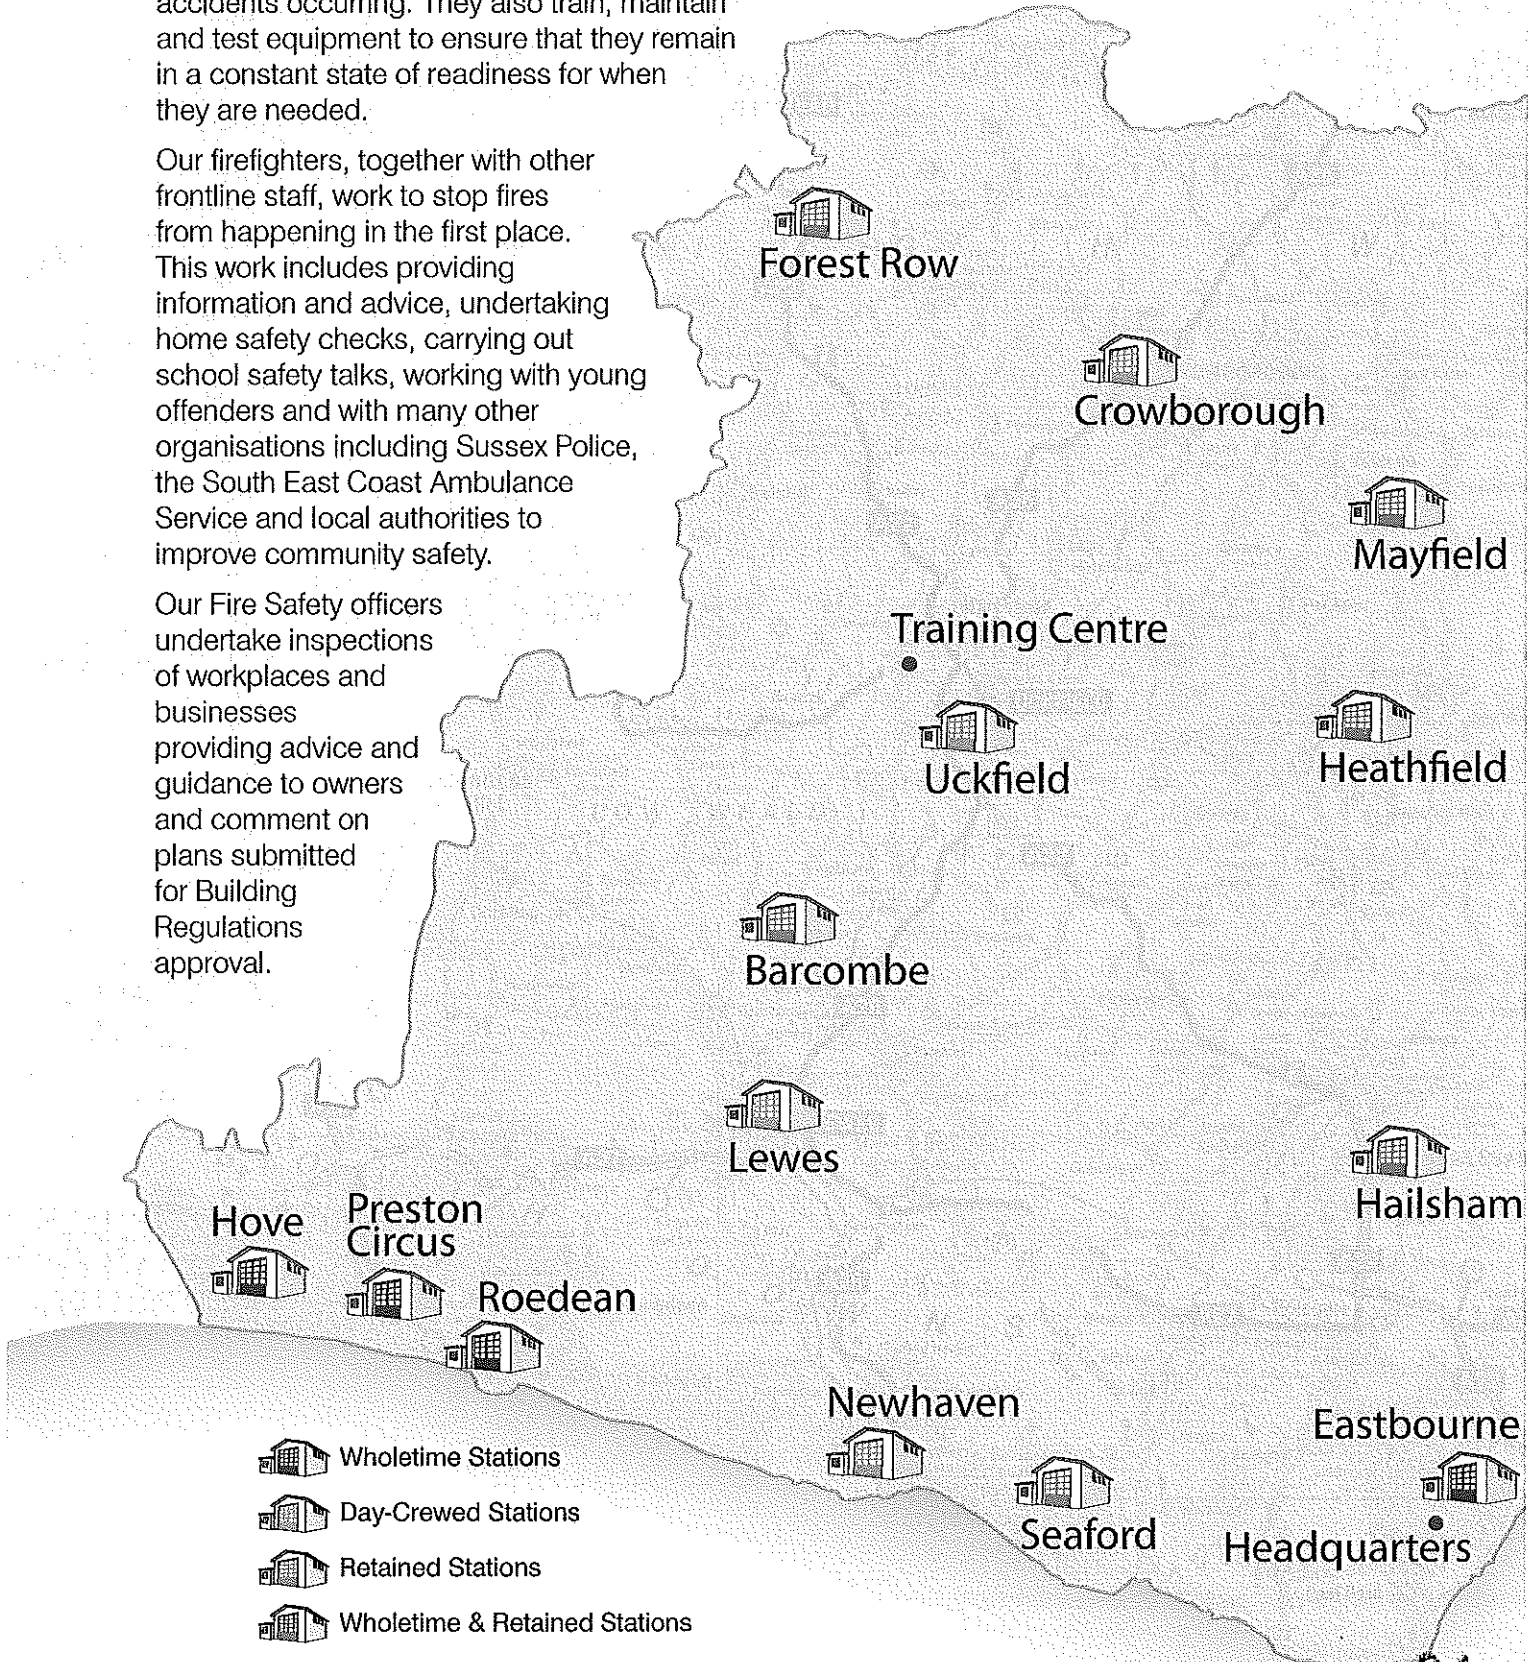 accidents occurring. They also train, maintain
and test equipment to ensure that they remain
in a constant state of readiness for when
they are needed.
Our firefighters, together with other
frontline staff, work to stop fires
from happening in the first place.
This work includes providing
information and advice, undertaking
home safety checks, carrying out
school safety talks, working with young
offenders and with many other
organisations including Sussex Police,
the South East Coast Ambulance
Service and local authorities to
improve community safety.
Our Fire Safety officers
undertake inspections
of workplaces and
businesses
providing advice and
guidance to owners
and comment on
plans submitted
for Building
Regulations
approval.
Forest Row
Crowborough
Mayfield
Training Centre
Uckfield
Heathfield
Barcombe
Lewes
Hailsham
Hove
Preston
Circus
Roedean
Newhaven
Eastbourne
Seaford
Headquarters
Wholetime Stations
Day-Crewed Stations
Retained Stations
Wholetime & Retained Stations